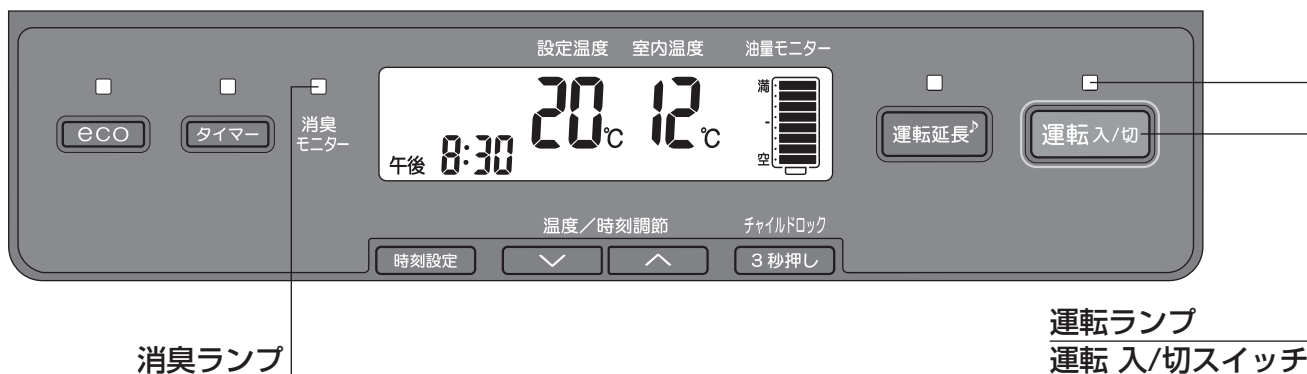 設定温度 室内温度 油量モニター
eco タイマー 消臭
モニター
午後 8:30 20℃ 12℃ 満
空
運転延長♪ 運転 入/切
温度/時刻調節 チャイルドロック
時刻設定 3秒押し
消臭ランプ
運転ランプ
運転 入/切スイッチ